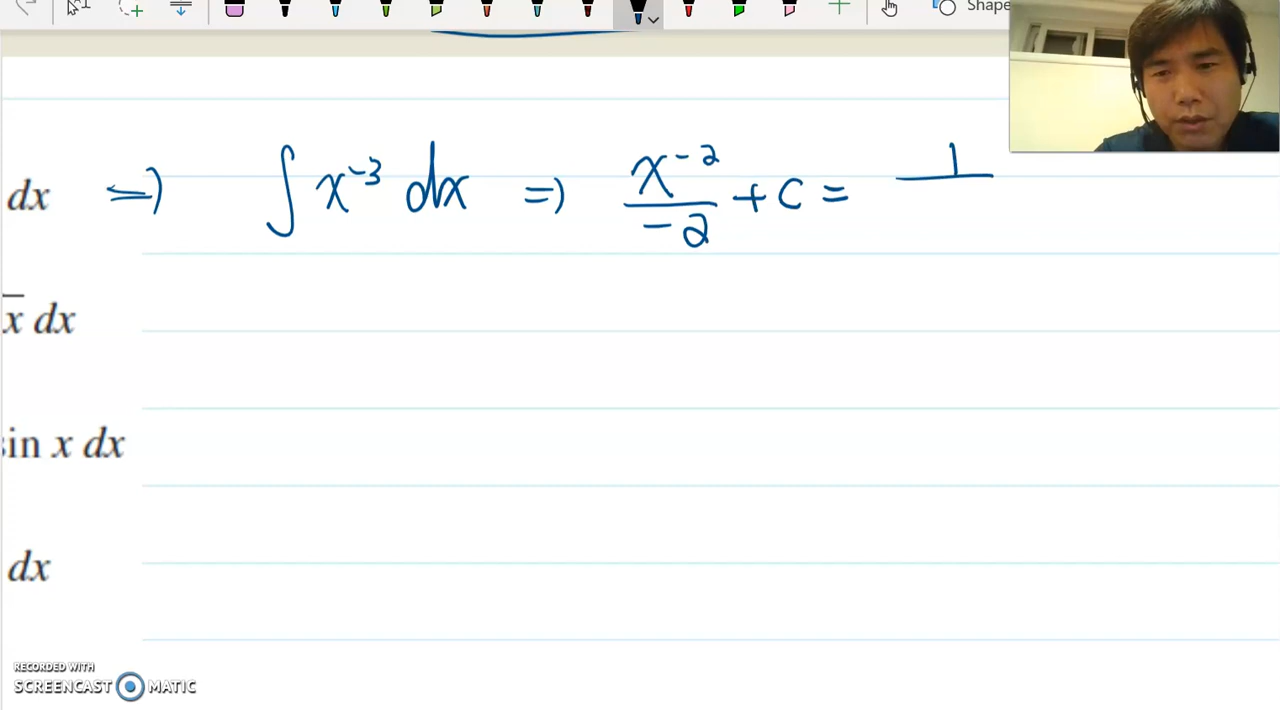 Shape
dx ⇒ ∫ x⁻³ dx ⇒ x⁻²/-2 + C = 1/
x dx
in x dx
dx
RECORDED WITH
SCREENCAST MATIC